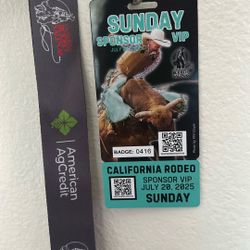 American
AgCredit
SUNDAY
SPONSOR VIP
BADGE: 0416
CALIFORNIA RODEO
SPONSOR VIP
JULY 20, 2025
SUNDAY